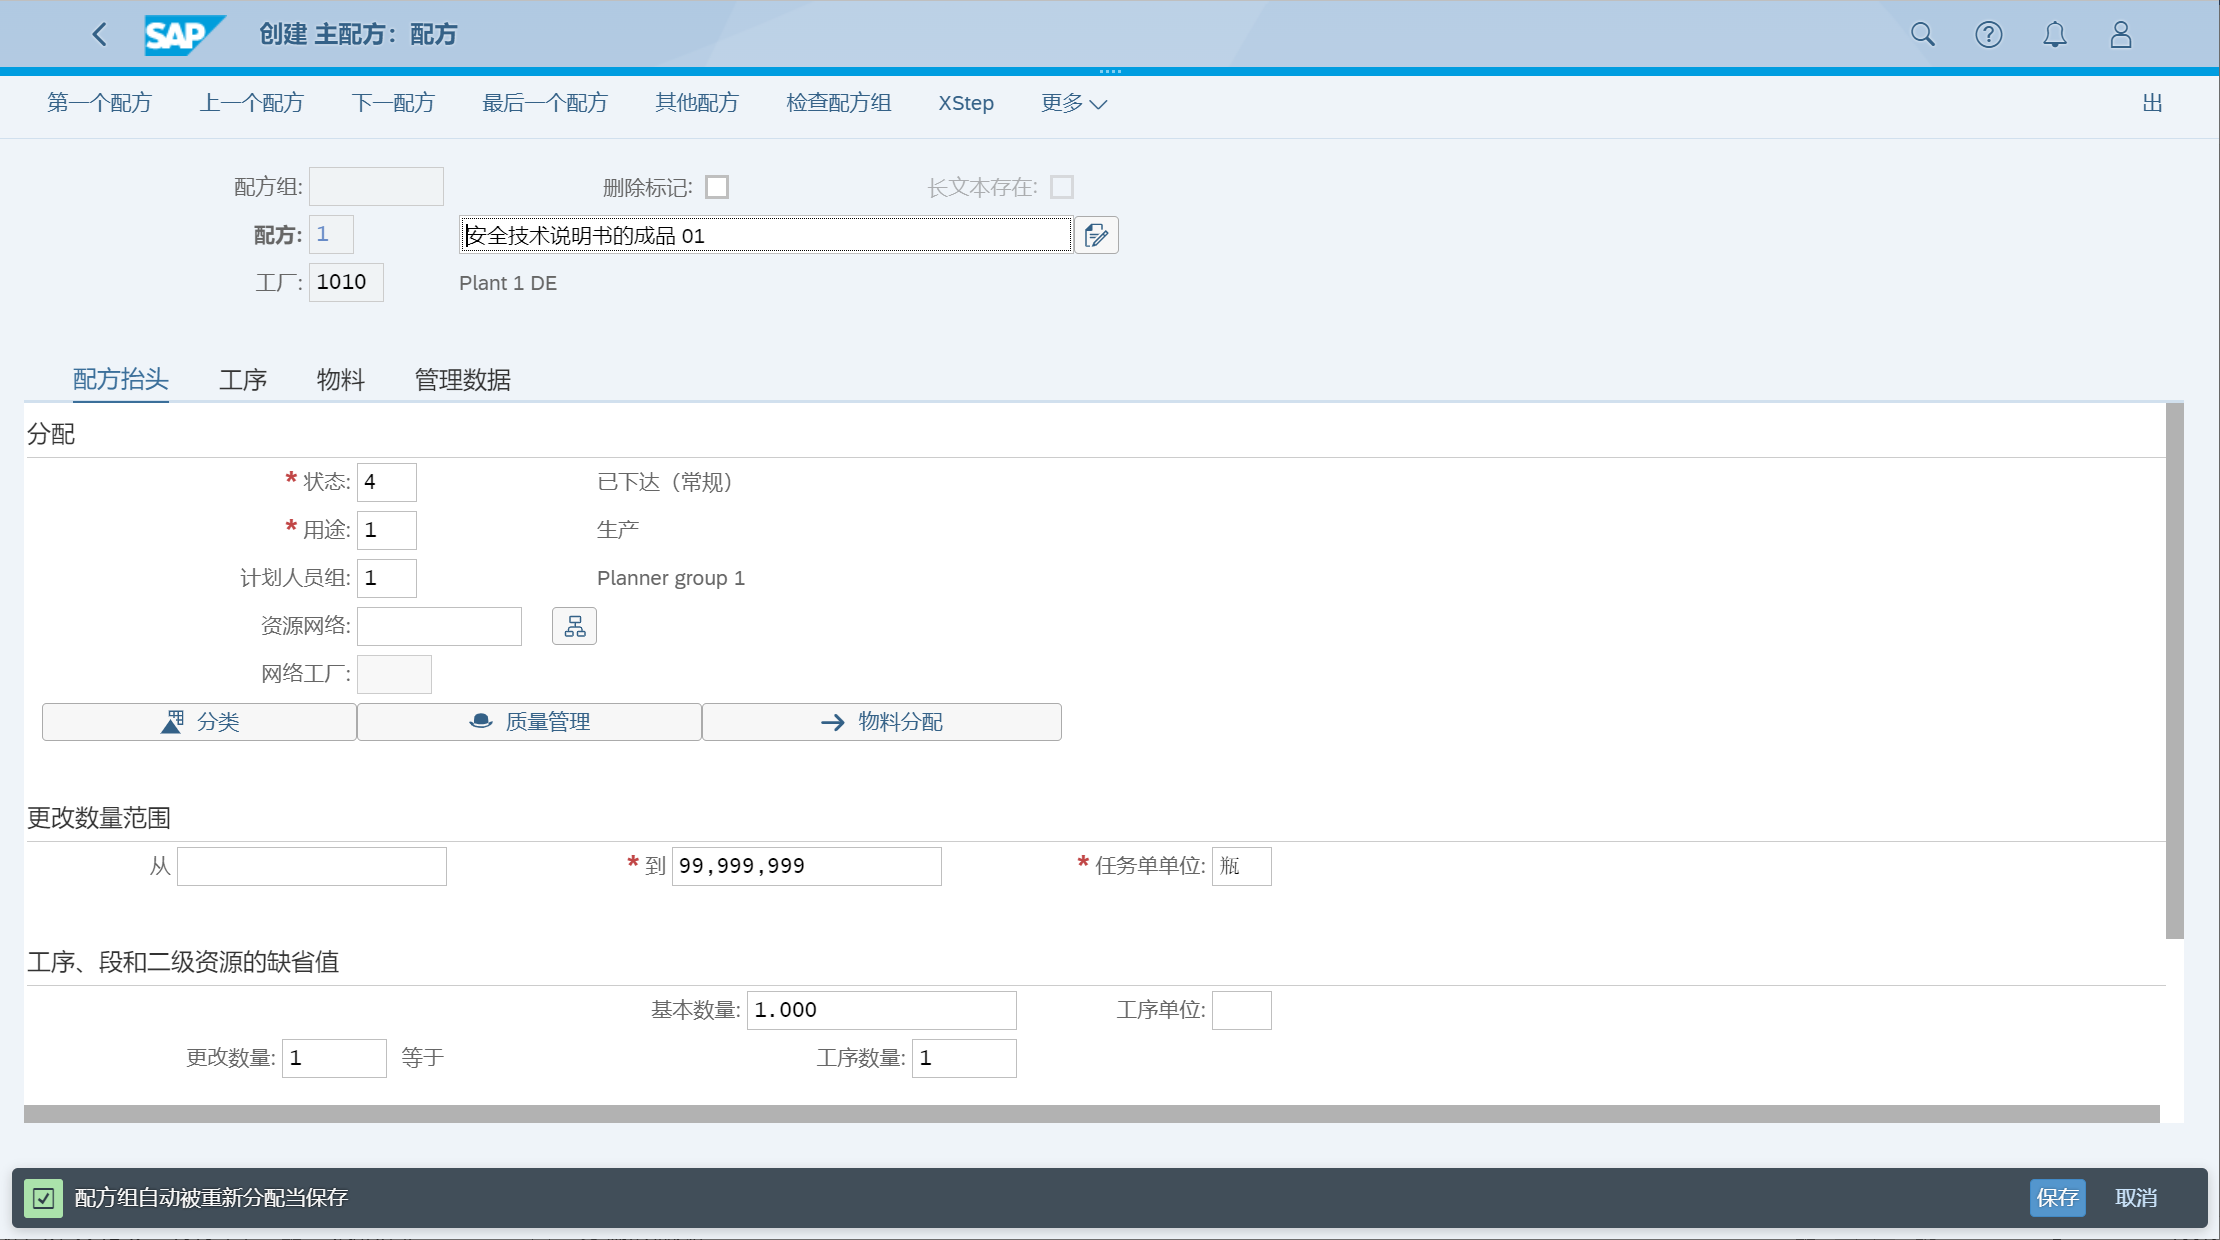 SAP 创建 主配方：配方
第一个配方 上一个配方 下一配方 最后一个配方 其他配方 检查配方组 XStep 更多 出
配方组: 删除标记: 长文本存在:
配方: 1 安全技术说明书的成品 01
工厂: 1010 Plant 1 DE
配方抬头 工序 物料 管理数据
分配
* 状态: 4 已下达（常规）
* 用途: 1 生产
计划人员组: 1 Planner group 1
资源网络:
网络工厂:
分类 质量管理 物料分配
更改数量范围
从 * 到 99,999,999 * 任务单单位: 瓶
工序、段和二级资源的缺省值
基本数量: 1.000 工序单位:
更改数量: 1 等于 工序数量: 1
配方组自动被重新分配当保存 保存 取消